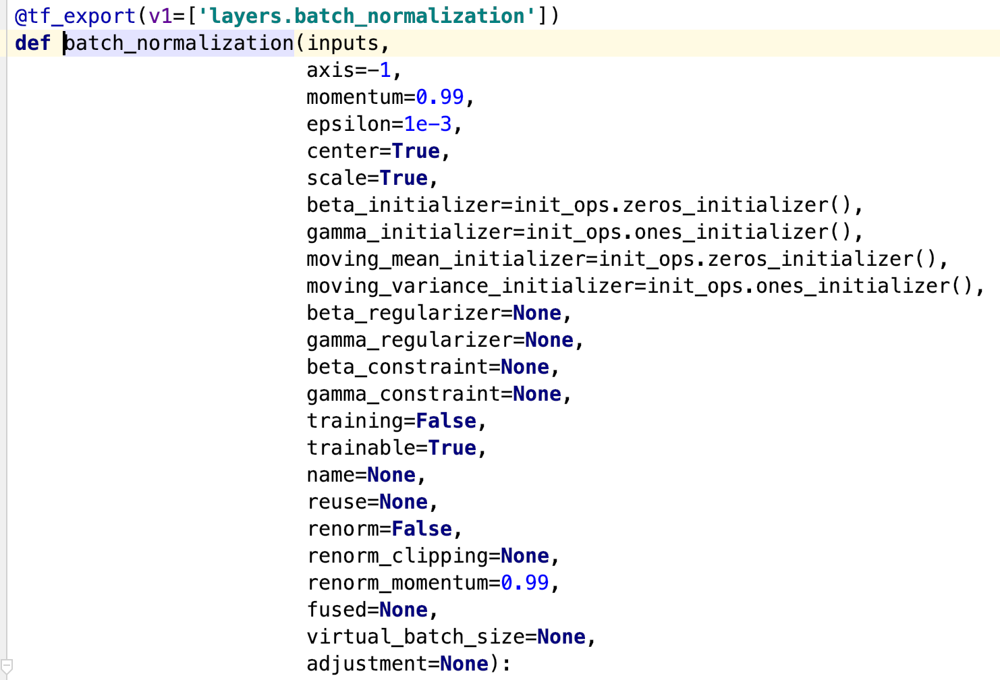 @tf_export(v1=['layers.batch_normalization'])
def batch_normalization(inputs,
                        axis=-1,
                        momentum=0.99,
                        epsilon=1e-3,
                        center=True,
                        scale=True,
                        beta_initializer=init_ops.zeros_initializer(),
                        gamma_initializer=init_ops.ones_initializer(),
                        moving_mean_initializer=init_ops.zeros_initializer(),
                        moving_variance_initializer=init_ops.ones_initializer(),
                        beta_regularizer=None,
                        gamma_regularizer=None,
                        beta_constraint=None,
                        gamma_constraint=None,
                        training=False,
                        trainable=True,
                        name=None,
                        reuse=None,
                        renorm=False,
                        renorm_clipping=None,
                        renorm_momentum=0.99,
                        fused=None,
                        virtual_batch_size=None,
                        adjustment=None):